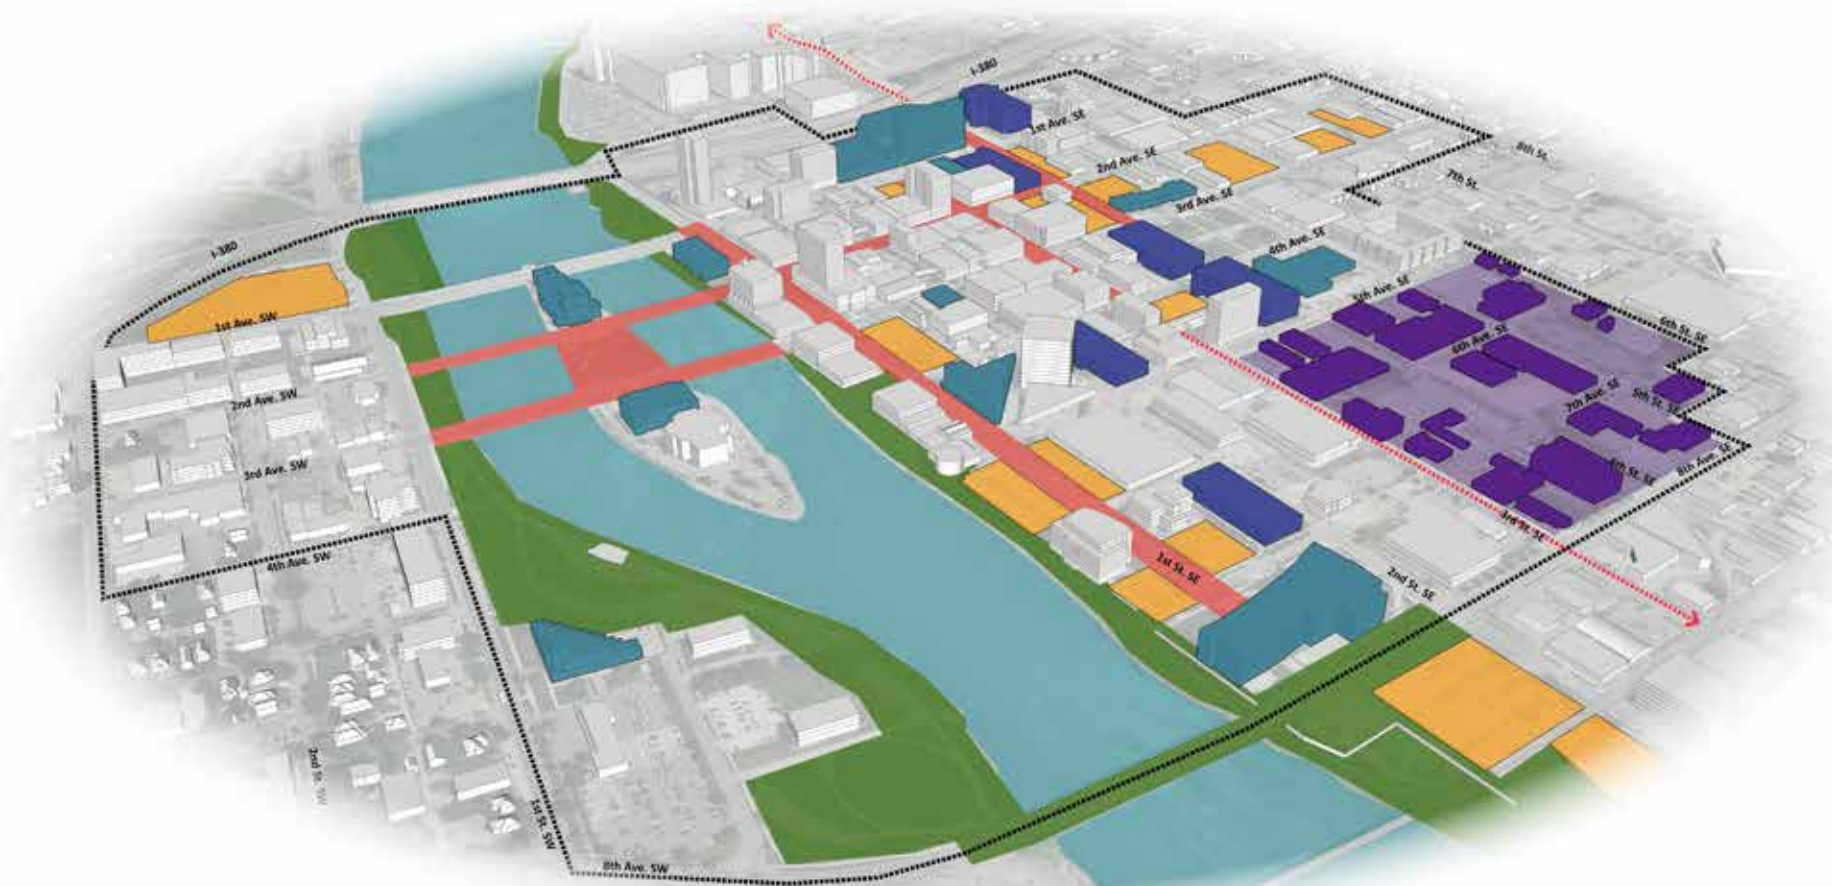 I-380
1st Ave. SE
8th St.
2nd Ave. SE
7th St.
3rd Ave. SE
I-380
4th Ave. SE
5th Ave. SE
1st Ave. SW
6th St. SE
6th Ave. SE
2nd Ave. SW
7th Ave. SE
5th St. SE
3rd Ave. SW
4th St. SE
8th Ave. SE
3rd St. SE
4th Ave. SW
1st St. SE
2nd St. SE
2nd St. SW
1st St. SW
8th Ave. SW